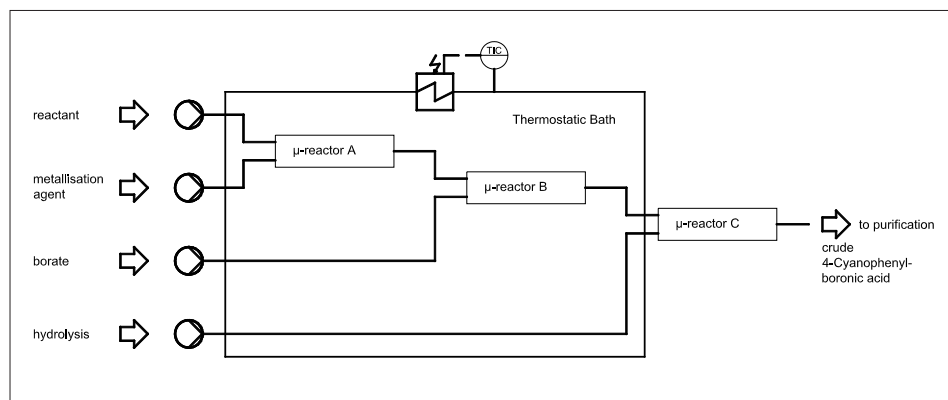 TIC
reactant
Thermostatic Bath
µ-reactor A
metallisation
agent
µ-reactor B
µ-reactor C
to purification
crude
4-Cyanophenyl-
boronic acid
borate
hydrolysis